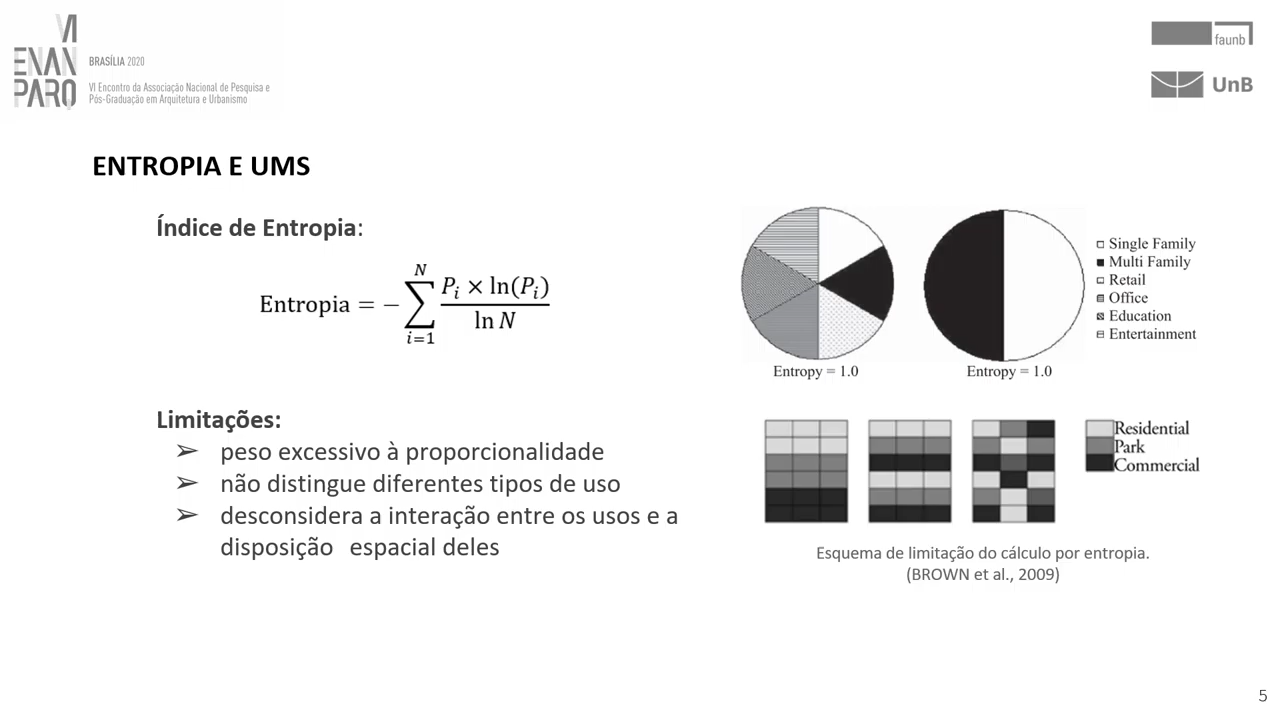 VI
ENAN
PARQ
BRASÍLIA 2020
VI Encontro da Associação Nacional de Pesquisa e
Pós-Graduação em Arquitetura e Urbanismo
faunb
UnB
ENTROPIA E UMS
Índice de Entropia:
Entropia = − ∑_{i=1}^{N} (P_i × ln(P_i)) / (ln N)
Limitações:
➢ peso excessivo à proporcionalidade
➢ não distingue diferentes tipos de uso
➢ desconsidera a interação entre os usos e a
disposição espacial deles
Single Family
Multi Family
Retail
Office
Education
Entertainment
Entropy = 1.0
Entropy = 1.0
Residential
Park
Commercial
Esquema de limitação do cálculo por entropia.
(BROWN et al., 2009)
5